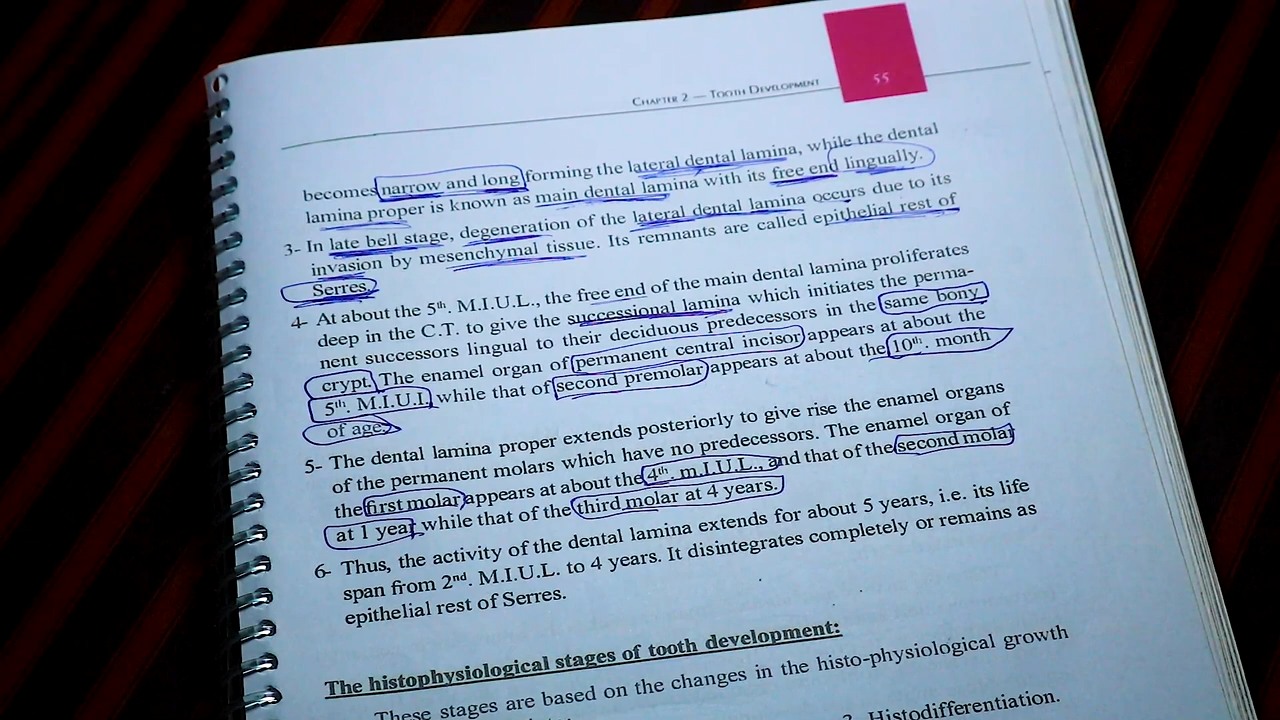 CHAPTER 2 — TOOTH DEVELOPMENT
55
becomes narrow and long forming the lateral dental lamina, while the dental
lamina proper is known as main dental lamina with its free end lingually.
3- In late bell stage, degeneration of the lateral dental lamina occurs due to its
invasion by mesenchymal tissue. Its remnants are called epithelial rest of
Serres.
4- At about the 5th. M.I.U.L., the free end of the main dental lamina proliferates
deep in the C.T. to give the successional lamina which initiates the perma-
nent successors lingual to their deciduous predecessors in the same bony
crypt. The enamel organ of permanent central incisor appears at about the
5th. M.I.U.L while that of second premolar appears at about the 10th. month
of age.
5- The dental lamina proper extends posteriorly to give rise the enamel organs
of the permanent molars which have no predecessors. The enamel organ of
the first molar appears at about the 4th. m.I.U.L., and that of the second molar
at 1 year while that of the third molar at 4 years.
6- Thus, the activity of the dental lamina extends for about 5 years, i.e. its life
span from 2nd. M.I.U.L. to 4 years. It disintegrates completely or remains as
epithelial rest of Serres.
The histophysiological stages of tooth development:
These stages are based on the changes in the histo-physiological growth
2. Histodifferentiation.